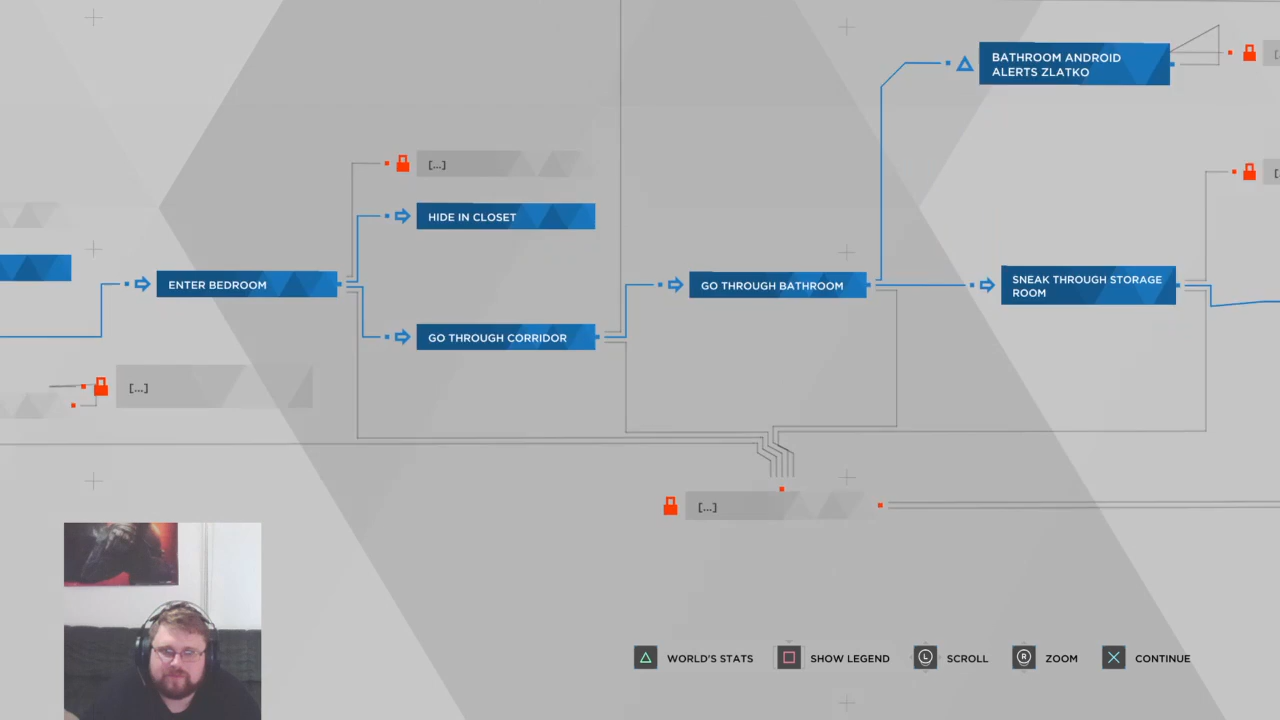 BATHROOM ANDROID
ALERTS ZLATKO
[
[...]
[
HIDE IN CLOSET
ENTER BEDROOM
GO THROUGH BATHROOM
SNEAK THROUGH STORAGE
ROOM
GO THROUGH CORRIDOR
[...]
[...]
WORLD'S STATS
SHOW LEGEND
L
SCROLL
R
ZOOM
CONTINUE